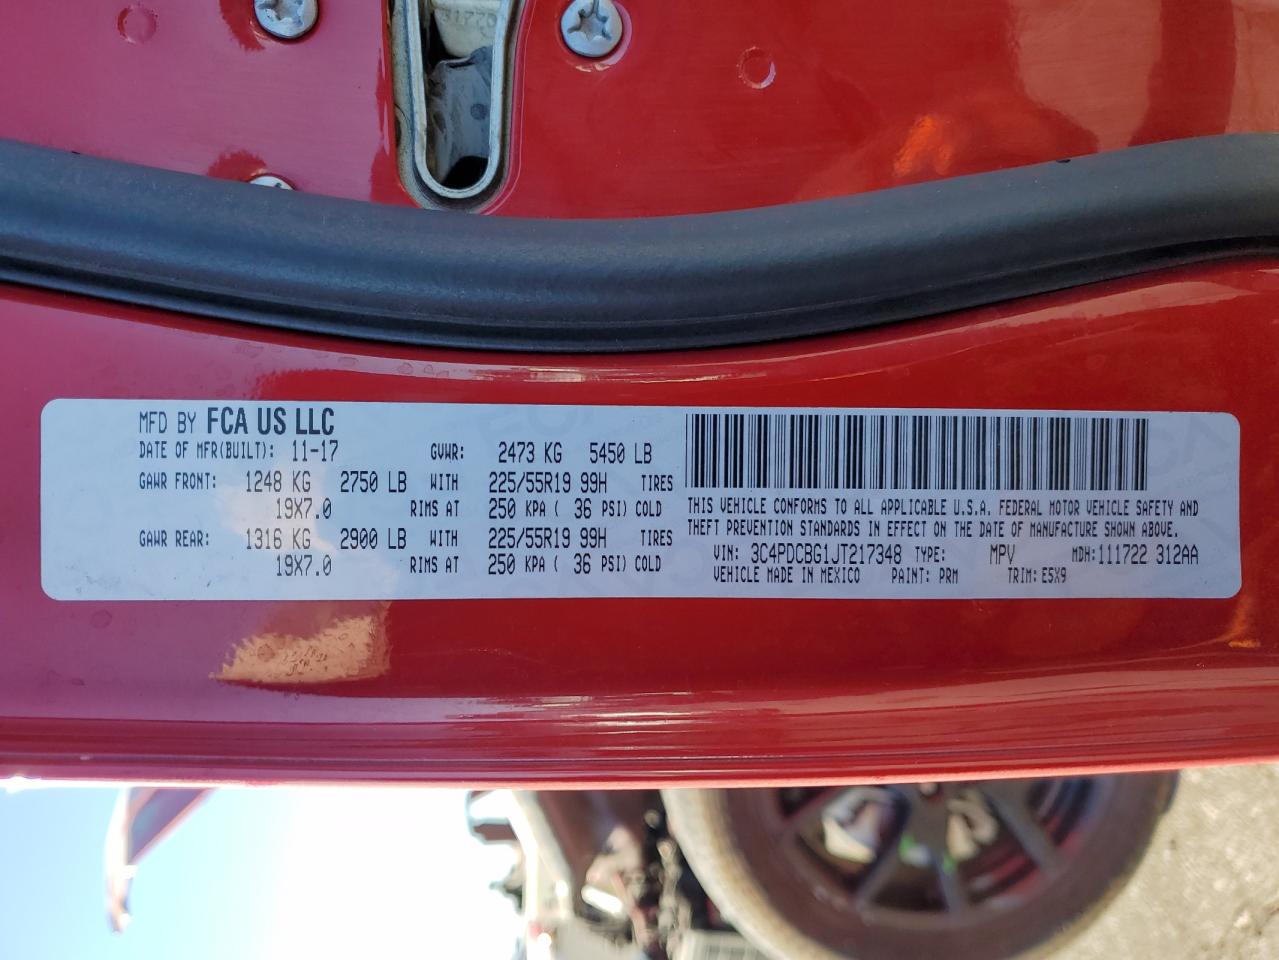 MFD BY FCA US LLC
DATE OF MFR(BUILT): 11-17 GVWR: 2473 KG 5450 LB
GAWR FRONT: 1248 KG 2750 LB WITH 225/55R19 99H TIRES
19X7.0 RIMS AT 250 KPA ( 36 PSI) COLD
GAWR REAR: 1316 KG 2900 LB WITH 225/55R19 99H TIRES
19X7.0 RIMS AT 250 KPA ( 36 PSI) COLD
THIS VEHICLE CONFORMS TO ALL APPLICABLE U.S.A. FEDERAL MOTOR VEHICLE SAFETY AND
THEFT PREVENTION STANDARDS IN EFFECT ON THE DATE OF MANUFACTURE SHOWN ABOVE.
VIN: 3C4PDCBG1JT217348 TYPE: MPV MDH:111722 312AA
VEHICLE MADE IN MEXICO PAINT: PRM TRIM: E5X9